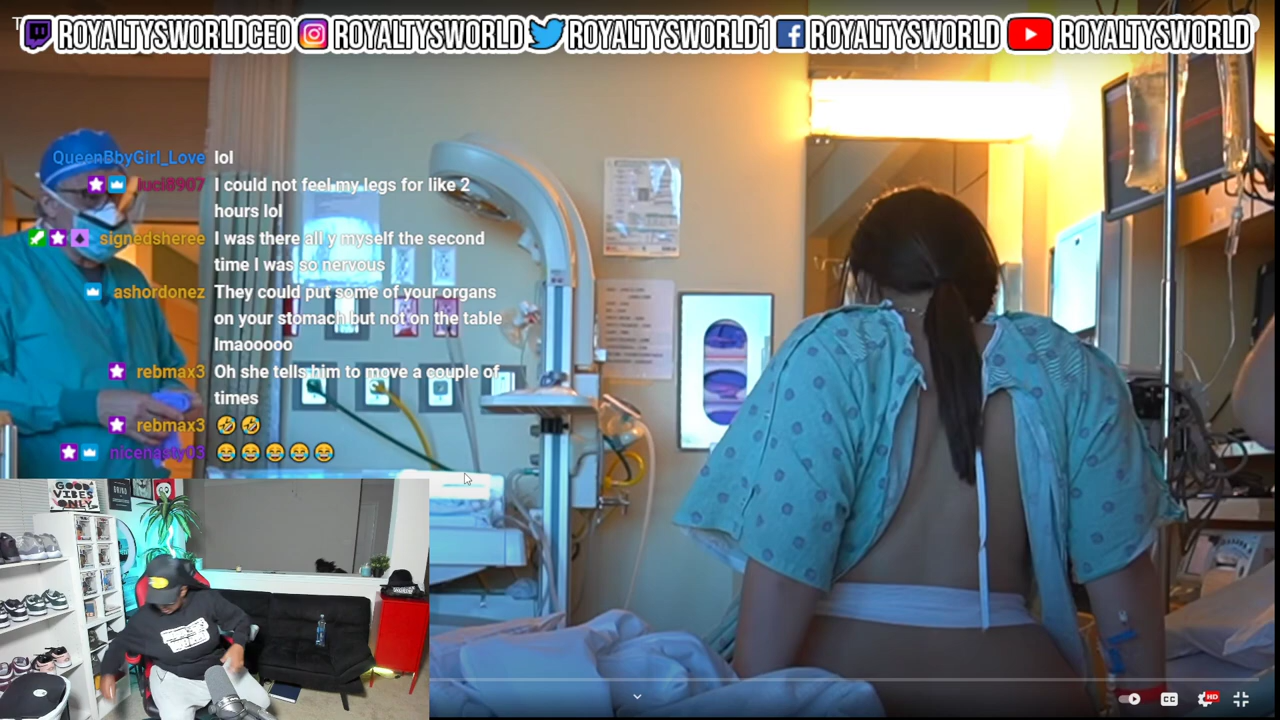 ROYALTYSWORLDCEO ROYALTYSWORLD ROYALTYSWORLD1 ROYALTYSWORLD ROYALTYSWORLD
QueenBbyGirl_Love lol
luci8907 I could not feel my legs for like 2
hours lol
signedsheree I was there all y myself the second
time I was so nervous
ashordonez They could put some of your organs
on your stomach but not on the table
lmaooooo
rebmax3 Oh she tells him to move a couple of
times
rebmax3 🤣 🤣
nicenasty03 😂 😂 😂 😂 😂
GOOD
VIBES
ONLY
CC HD